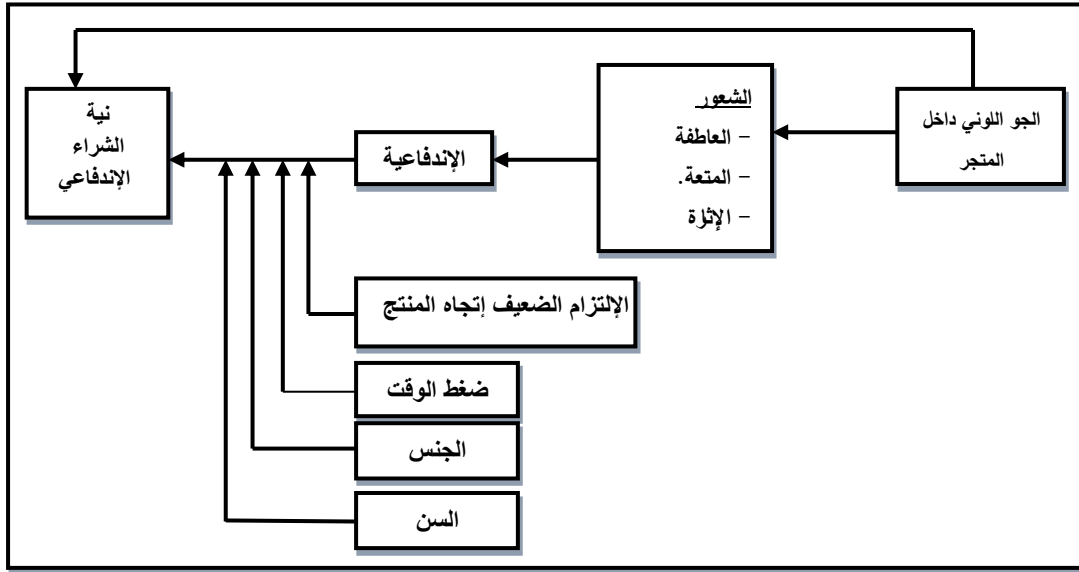 الجو اللوني داخل
المتجر
الشعور
– العاطفة
– المتعة.
– الإثارة
الإندفاعية
نية
الشراء
الإندفاعي
الإلتزام الضعيف إتجاه المنتج
ضغط الوقت
الجنس
السن